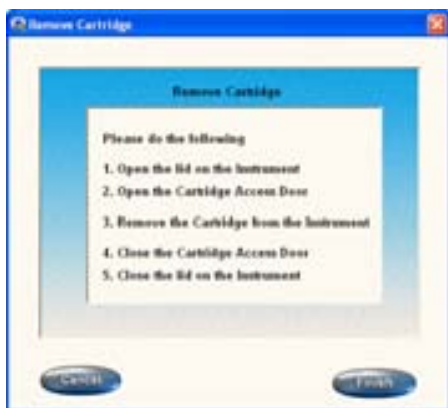 Remove Cartridge
Remove Cartridge
Please do the following
1. Open the lid on the Instrument
2. Open the Cartridge Access Door
3. Remove the Cartridge from the Instrument
4. Close the Cartridge Access Door
5. Close the lid on the Instrument
Cancel
Finish